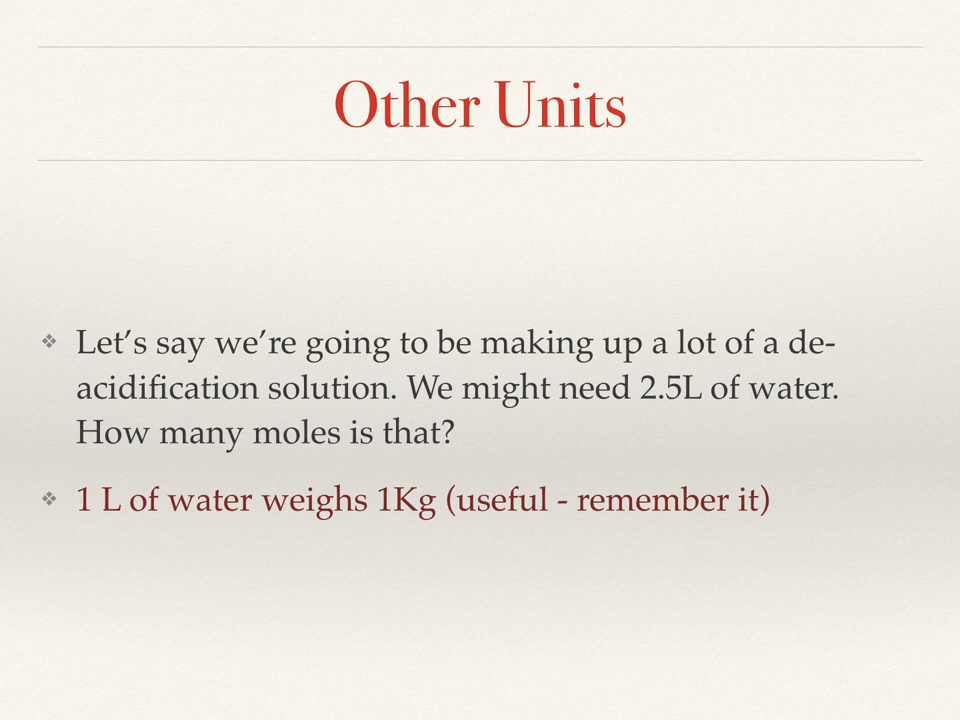 Other Units
❖ Let’s say we’re going to be making up a lot of a de-
acidification solution. We might need 2.5L of water.
How many moles is that?
❖ 1 L of water weighs 1Kg (useful - remember it)